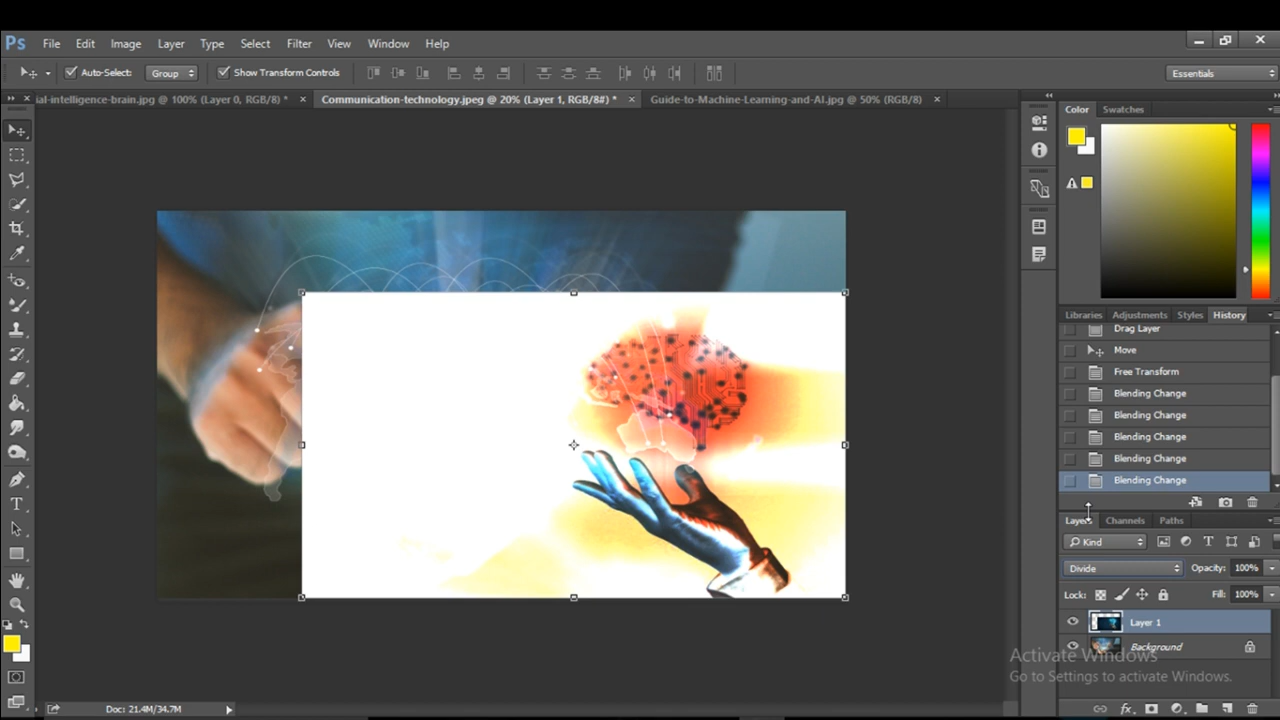 Ps File Edit Image Layer Type Select Filter View Window Help
Auto-Select: Group Show Transform Controls Essentials
ial-intelligence-brain.jpg @ 100% (Layer 0, RGB/8) * × Communication-technology.jpeg @ 20% (Layer 1, RGB/8#) * × Guide-to-Machine-Learning-and-AI.jpg @ 50% (RGB/8) ×
Color Swatches
Libraries Adjustments Styles History
Drag Layer
Move
Free Transform
Blending Change
Blending Change
Blending Change
Blending Change
Blending Change
Layers Channels Paths
Kind
Divide Opacity: 100%
Lock: Fill: 100%
Layer 1
Background
Activate Windows
Go to Settings to activate Windows.
Doc: 21.4M/34.7M